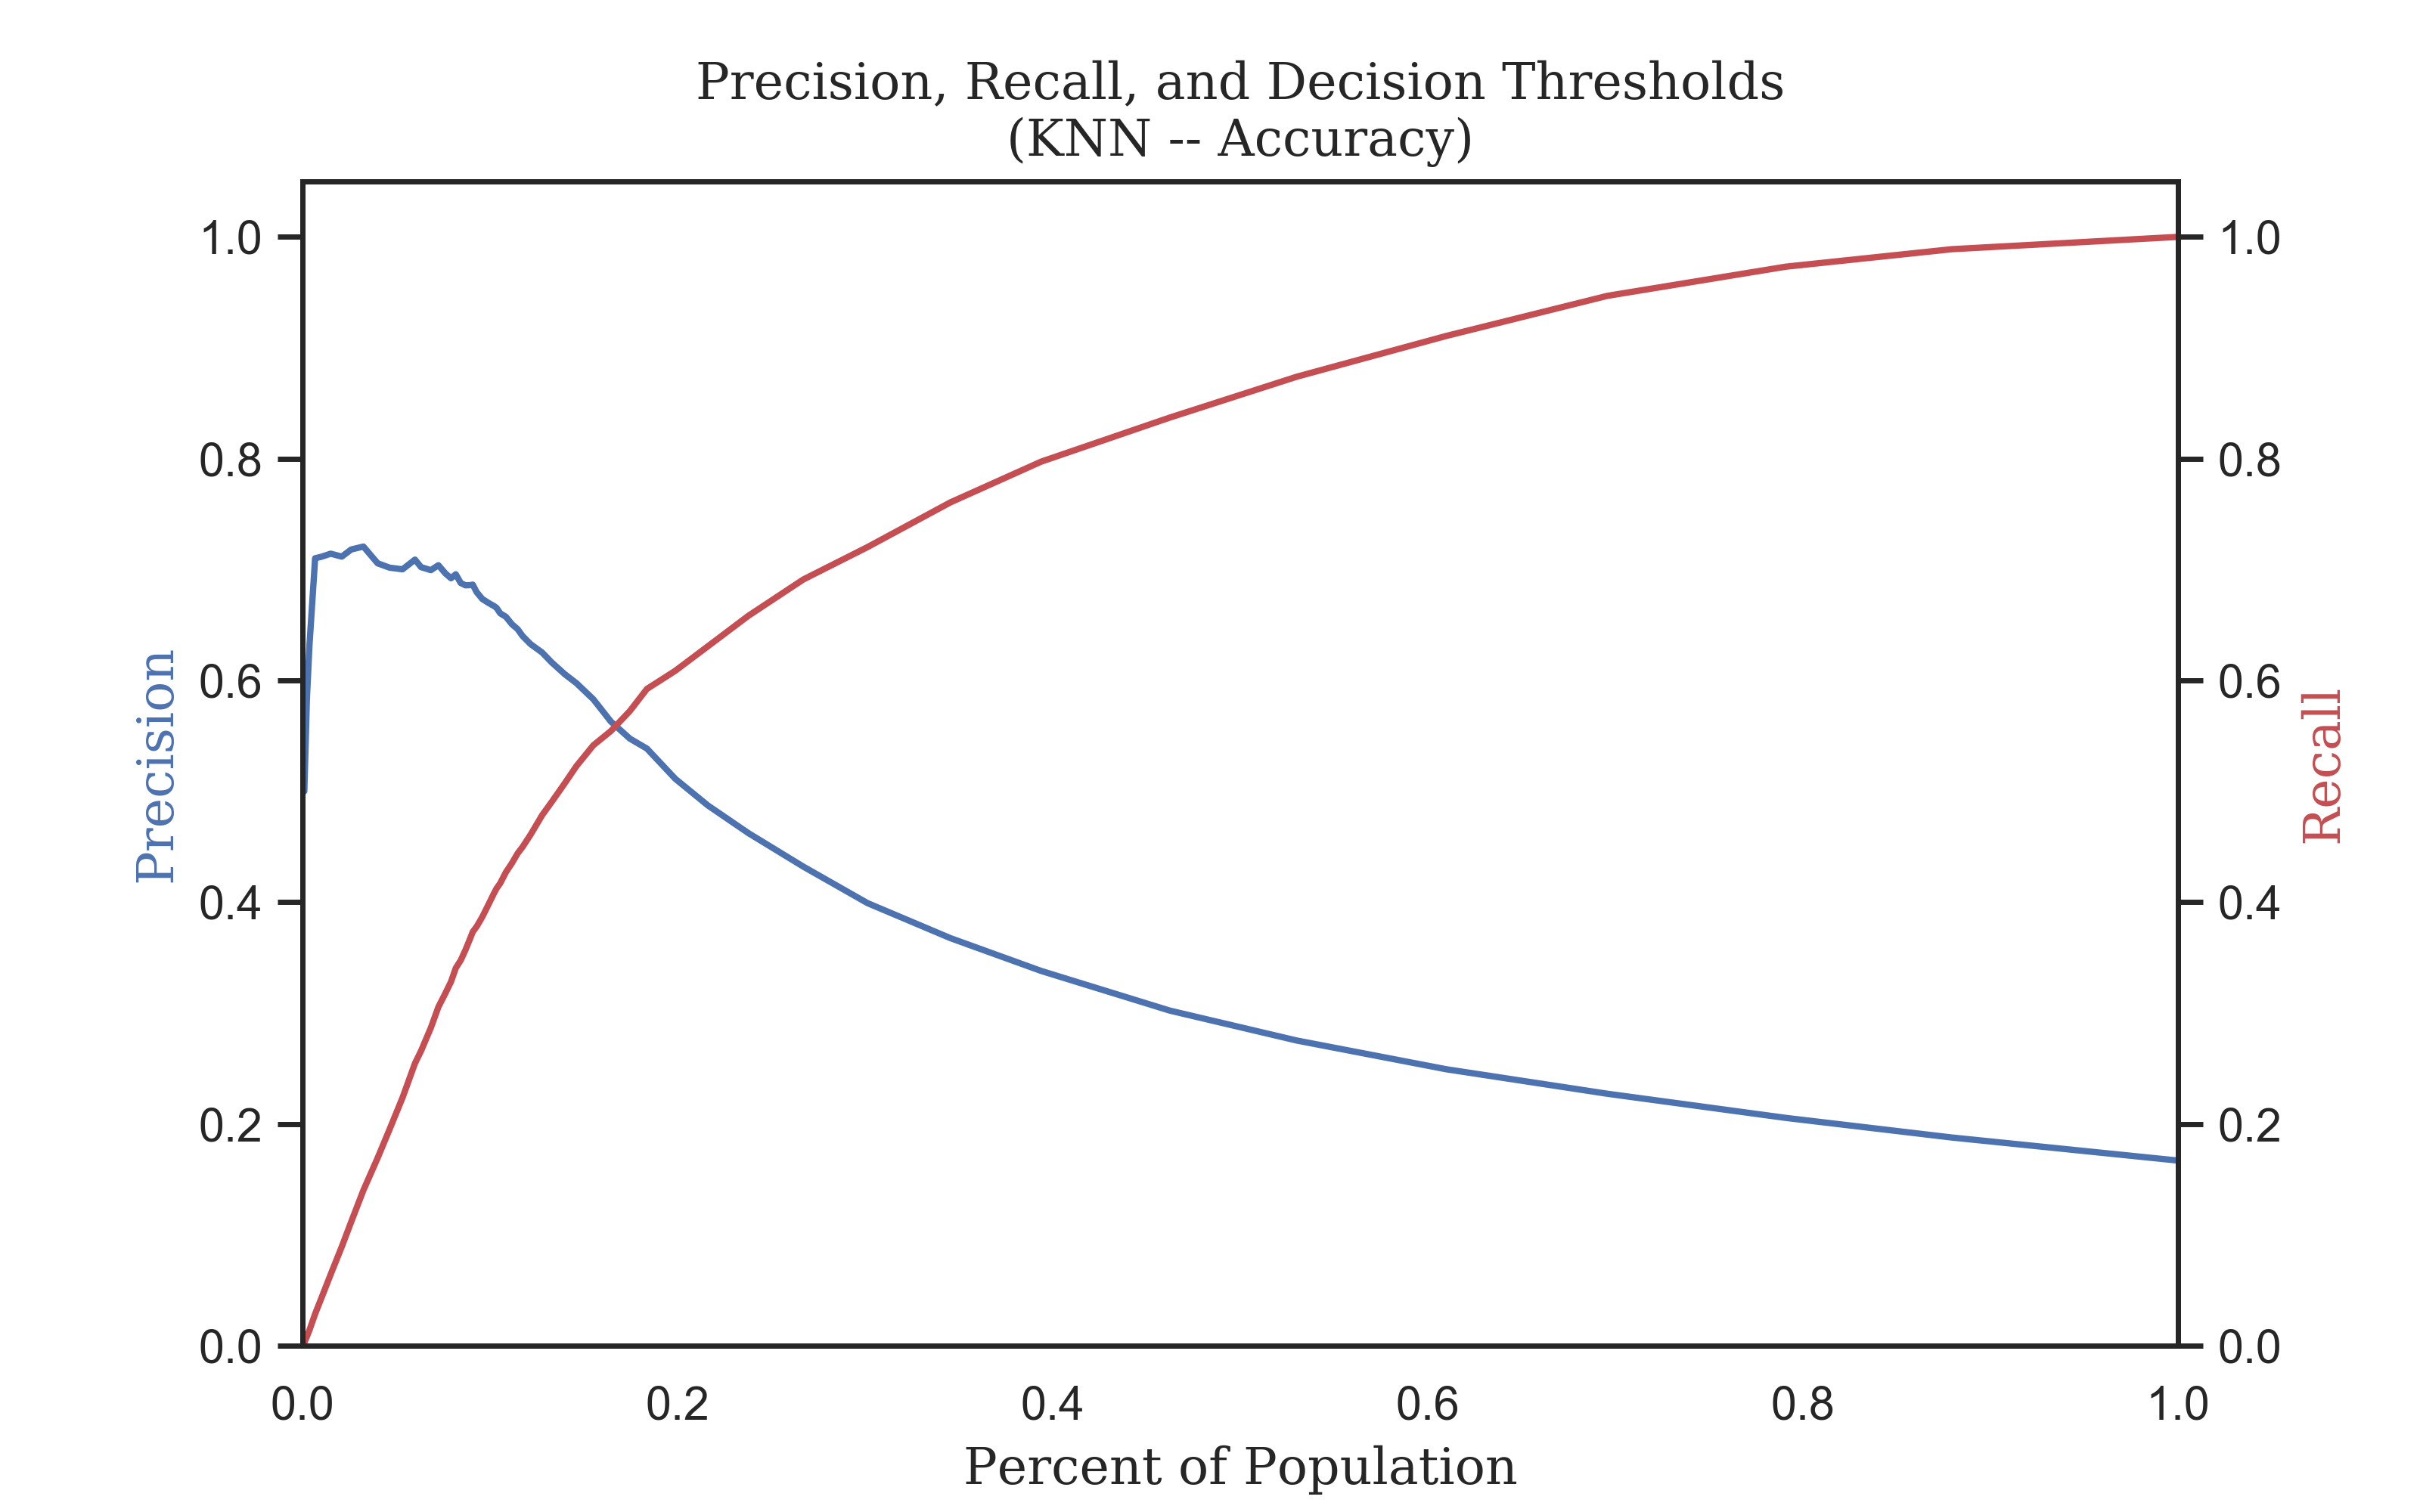 Precision, Recall, and Decision Thresholds
(KNN -- Accuracy)
1.0
0.8
0.6
0.4
0.2
0.0
Precision
1.0
0.8
0.6
0.4
0.2
0.0
Recall
0.0 0.2 0.4 0.6 0.8 1.0
Percent of Population